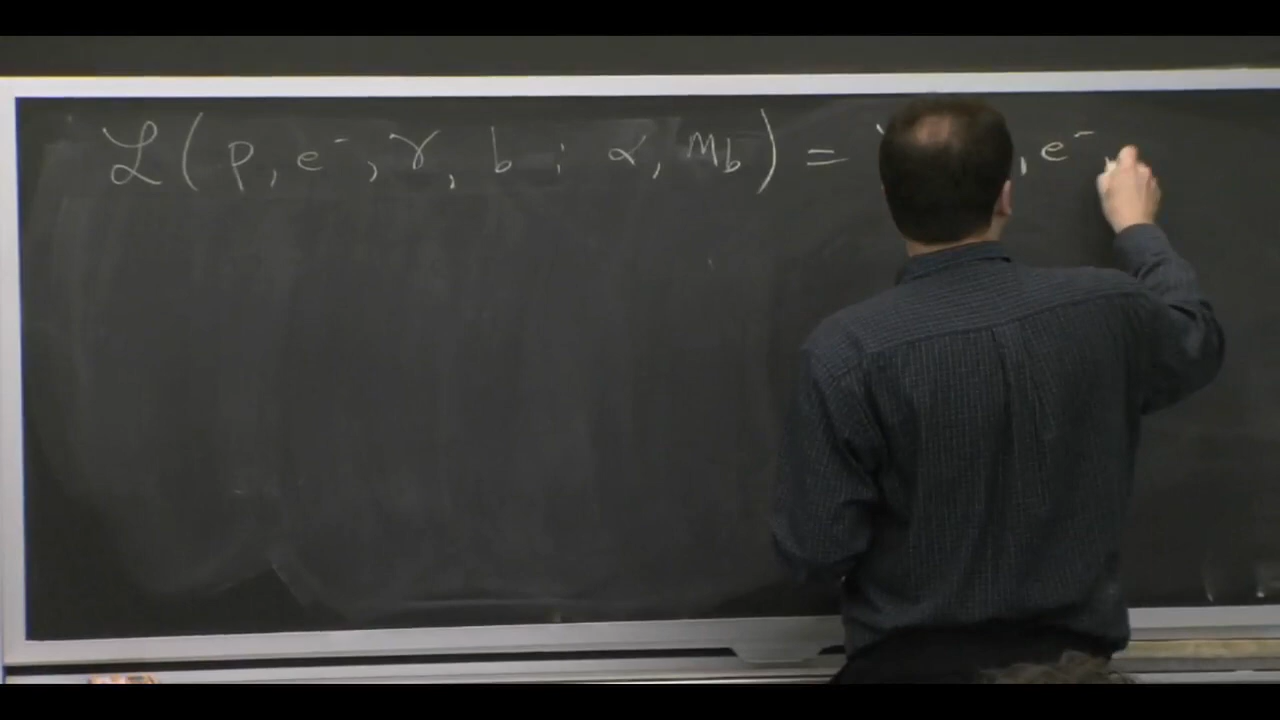 ℒ( p, e⁻, γ, b ; α, m_b ) = , e⁻ ,